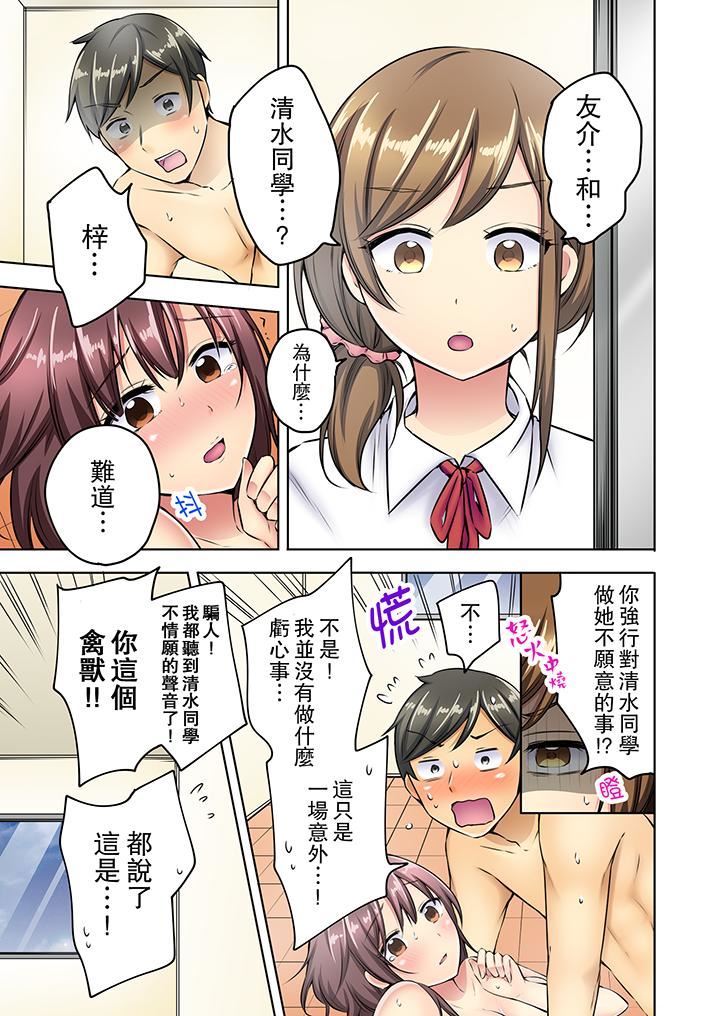 友介…和…
清水同學…？
梓…
為什麼…
難道…
抖
你強行對清水同學
做她不願意的事!?
怒火中燒
瞪
不…
慌
不是！
我並沒有做什麼
虧心事…
這只是
一場意外…！
騙人！
我都聽到清水同學
不情願的聲音了！
你這個
禽獸!!
都說了
這是…！